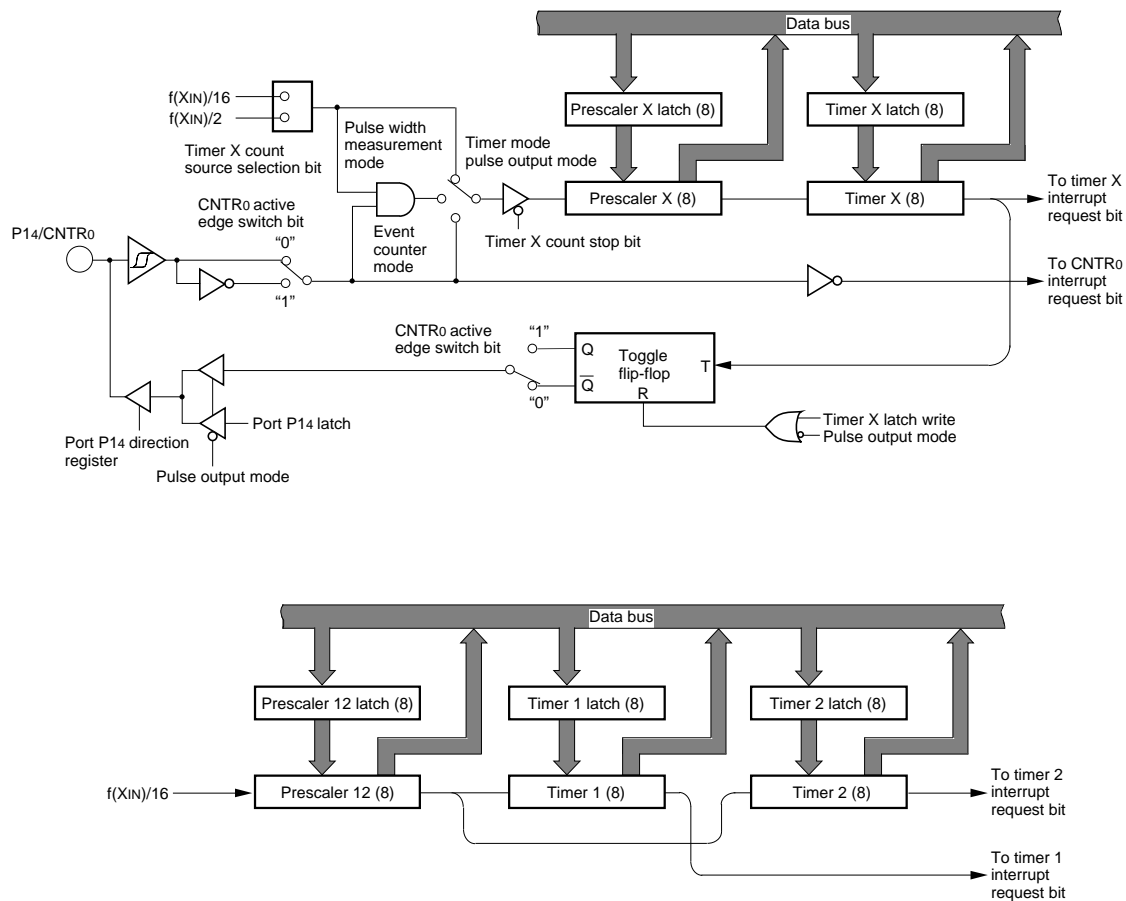 Data bus
f(XIN)/16
f(XIN)/2
Prescaler X latch (8)
Timer X latch (8)
Pulse width
measurement
mode
Timer mode
pulse output mode
Timer X count
source selection bit
Prescaler X (8)
Timer X (8)
To timer X
interrupt
request bit
CNTR0 active
edge switch bit
Event
counter
mode
Timer X count stop bit
P14/CNTR0
“0”
“1”
To CNTR0
interrupt
request bit
CNTR0 active
edge switch bit
“1”
“0”
Q
Q
Toggle
flip-flop
T
R
Timer X latch write
Pulse output mode
Port P14 latch
Port P14 direction
register
Pulse output mode
Data bus
Prescaler 12 latch (8)
Timer 1 latch (8)
Timer 2 latch (8)
f(XIN)/16
Prescaler 12 (8)
Timer 1 (8)
Timer 2 (8)
To timer 2
interrupt
request bit
To timer 1
interrupt
request bit